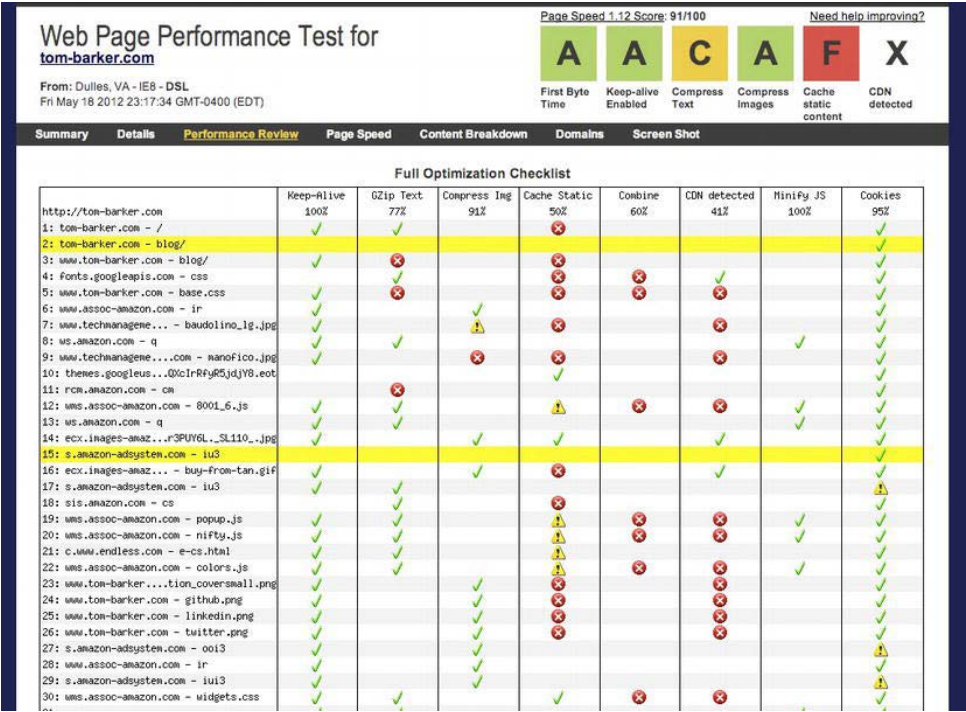 Web Page Performance Test for
tom-barker.com
From: Dulles, VA - IE8 - DSL
Fri May 18 2012 23:17:34 GMT-0400 (EDT)
Page Speed 1.12 Score: 91/100
Need help improving?
A A C A F X
First Byte Time
Keep-alive Enabled
Compress Text
Compress Images
Cache static content
CDN detected
Summary Details Performance Review Page Speed Content Breakdown Domains Screen Shot
Full Optimization Checklist
Keep-Alive GZip Text Compress Img Cache Static Combine CDN detected Minify JS Cookies
http://tom-barker.com 100% 77% 91% 50% 60% 41% 100% 95%
1: tom-barker.com - /
2: tom-barker.com - blog/
3: www.tom-barker.com - blog/
4: fonts.googleapis.com - css
5: www.tom-barker.com - base.css
6: www.assoc-amazon.com - ir
7: www.techmanageme... - baudolino_lg.jpg
8: ws.amazon.com - q
9: www.techmanageme....com - manofico.jpg
10: themes.googleus...QXcIrRfyR5jdjY8.eot
11: rcm.amazon.com - cm
12: wms.assoc-amazon.com - 8001_6.js
13: ws.amazon.com - q
14: ecx.images-amaz...r3PUY6L._SL110_.jpg
15: s.amazon-adsystem.com - iu3
16: ecx.images-amaz... - buy-from-tan.gif
17: s.amazon-adsystem.com - iu3
18: sis.amazon.com - cs
19: wms.assoc-amazon.com - popup.js
20: wms.assoc-amazon.com - nifty.js
21: c.www.endless.com - e-cs.html
22: wms.assoc-amazon.com - colors.js
23: www.tom-barker....tion_coversmall.png
24: www.tom-barker.com - github.png
25: www.tom-barker.com - linkedin.png
26: www.tom-barker.com - twitter.png
27: s.amazon-adsystem.com - ooi3
28: www.assoc-amazon.com - ir
29: s.amazon-adsystem.com - iui3
30: wms.assoc-amazon.com - widgets.css